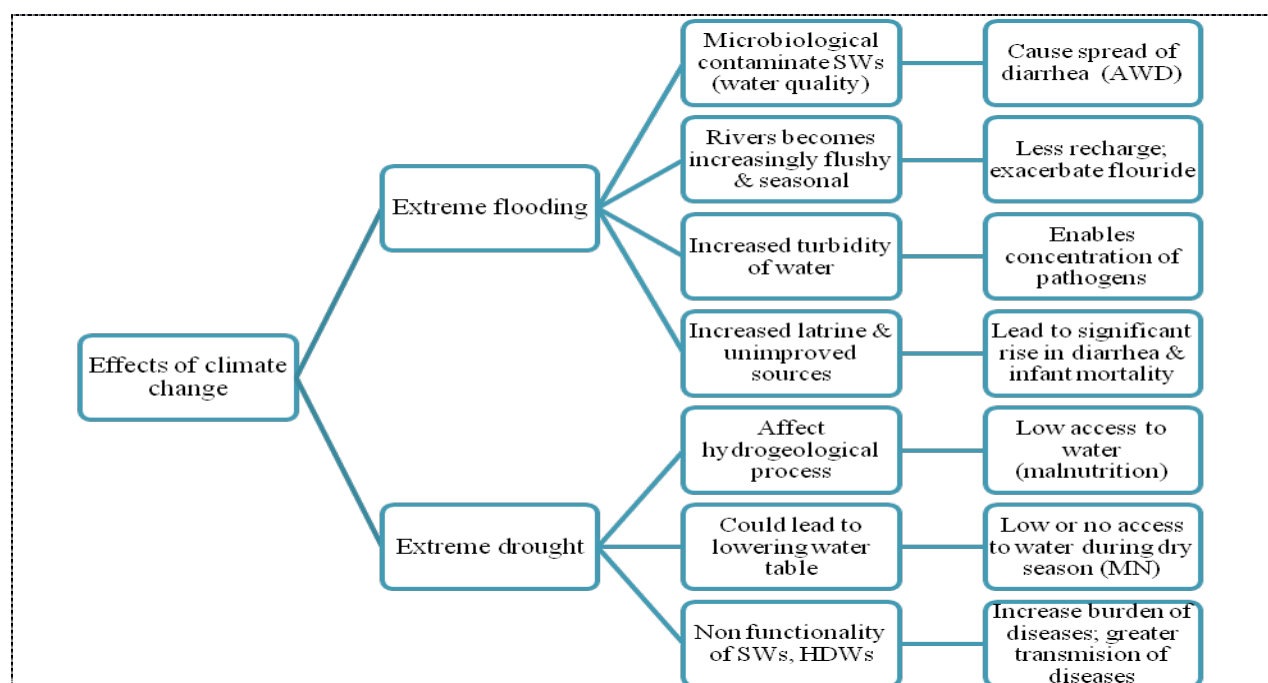 Effects of climate
change
Extreme flooding
Microbiological
contaminate SWs
(water quality)
Cause spread of
diarrhea (AWD)
Rivers becomes
increasingly flushy
& seasonal
Less recharge;
exacerbate flouride
Increased turbidity
of water
Enables
concentration of
pathogens
Increased latrine &
unimproved
sources
Lead to significant
rise in diarrhea &
infant mortality
Extreme drought
Affect
hydrogeological
process
Low access to
water
(malnutrition)
Could lead to
lowering water
table
Low or no access
to water during dry
season (MN)
Non functionality
of SWs, HDWs
Increase burden of
diseases; greater
transmision of
diseases